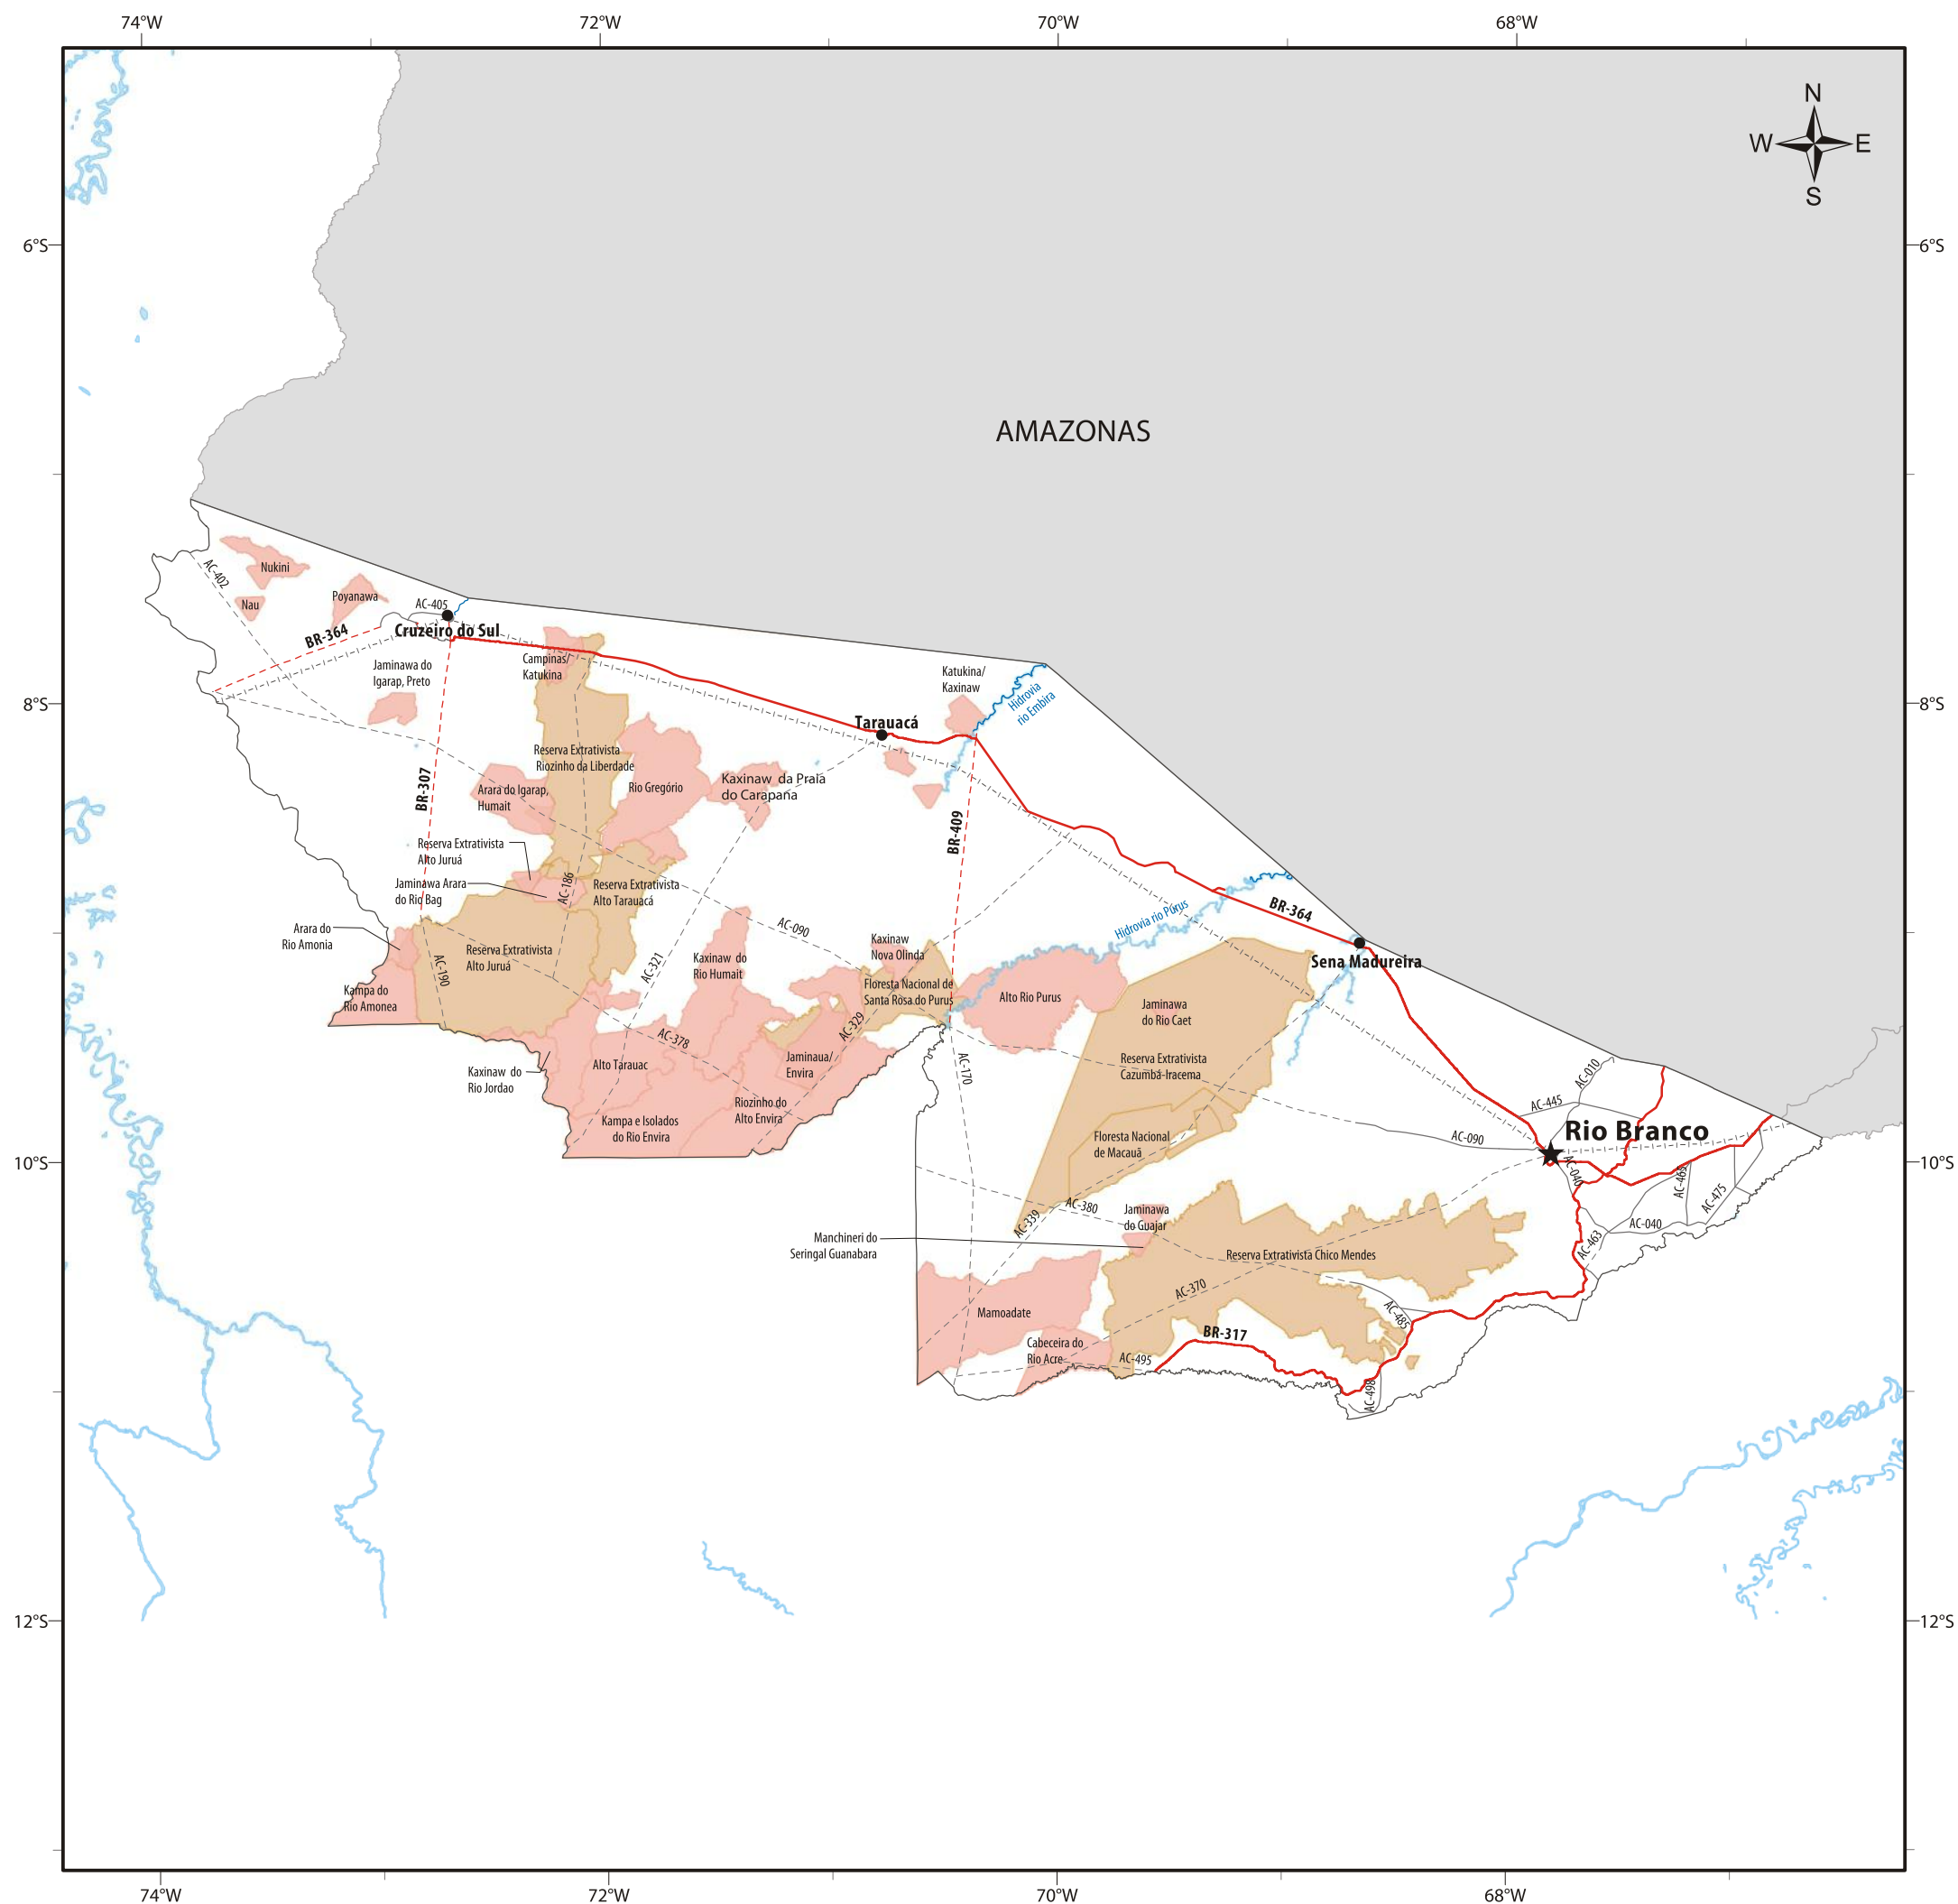 74°W
72°W
70°W
68°W
N
W
E
S
6°S
6°S
AMAZONAS
AC-402
Nukini
Nau
Poyanawa
AC-405
Cruzeiro do Sul
BR-364
Campinas/
Katukina
Jaminawa do
Igarap, Preto
Katukina/
Kaxinaw
Hidrovia
rio Embira
8°S
8°S
Tarauacá
Reserva Extrativista
Riozinho da Liberdade
BR-307
Arara do Igarap,
Humait
Rio Gregório
Kaxinaw da Praia
do Carapana
BR-409
Reserva Extrativista
Alto Juruá
Jaminawa Arara
do Rio Bag
AC-186
Reserva Extrativista
Alto Tarauacá
BR-364
Hidrovia rio Purus
Arara do
Rio Amonia
AC-090
Kaxinaw
Nova Olinda
Reserva Extrativista
Alto Juruá
AC-190
AC-321
Kaxinaw do
Rio Humait
Sena Madureira
Kampa do
Rio Amonea
Floresta Nacional de
Santa Rosa do Purus
Alto Rio Purus
Jaminawa
do Rio Caet
AC-329
AC-378
Kaxinaw do
Rio Jordao
Alto Tarauac
Jaminaua/
Envira
AC-170
Reserva Extrativista
Cazumbá-Iracema
AC-010
AC-445
Riozinho do
Alto Envira
Kampa e Isolados
do Rio Envira
Floresta Nacional
de Macauã
AC-090
Rio Branco
10°S
10°S
AC-040
AC-465
AC-475
AC-380
AC-339
Jaminawa
do Guajar
AC-040
Manchineri do
Seringal Guanabara
AC-463
Reserva Extrativista Chico Mendes
AC-370
Mamoadate
AC-485
BR-317
Cabeceira do
Rio Acre
AC-495
AC-498
12°S
12°S
74°W
72°W
70°W
68°W